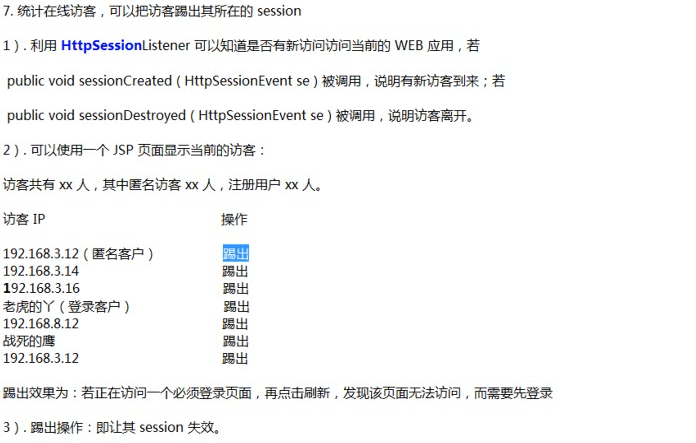 7. 统计在线访客，可以把访客踢出其所在的 session
1）. 利用 HttpSessionListener 可以知道是否有新访问访问当前的 WEB 应用，若
public void sessionCreated（HttpSessionEvent se）被调用，说明有新访客到来；若
public void sessionDestroyed（HttpSessionEvent se）被调用，说明访客离开。
2）. 可以使用一个 JSP 页面显示当前的访客：
访客共有 xx 人，其中匿名访客 xx 人，注册用户 xx 人。
访客 IP 操作
192.168.3.12（匿名客户） 踢出
192.168.3.14 踢出
192.168.3.16 踢出
老虎的丫（登录客户） 踢出
192.168.8.12 踢出
战死的鹰 踢出
192.168.3.12 踢出
踢出效果为：若正在访问一个必须登录页面，再点击刷新，发现该页面无法访问，而需要先登录
3）. 踢出操作：即让其 session 失效。